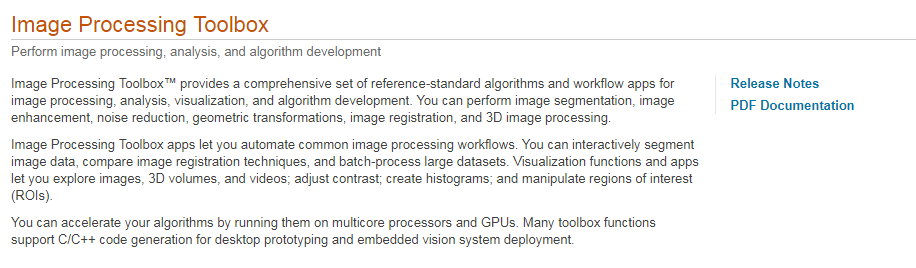 Image Processing Toolbox
Perform image processing, analysis, and algorithm development
Image Processing Toolbox™ provides a comprehensive set of reference-standard algorithms and workflow apps for
image processing, analysis, visualization, and algorithm development. You can perform image segmentation, image
enhancement, noise reduction, geometric transformations, image registration, and 3D image processing.
Image Processing Toolbox apps let you automate common image processing workflows. You can interactively segment
image data, compare image registration techniques, and batch-process large datasets. Visualization functions and apps
let you explore images, 3D volumes, and videos; adjust contrast; create histograms; and manipulate regions of interest
(ROIs).
You can accelerate your algorithms by running them on multicore processors and GPUs. Many toolbox functions
support C/C++ code generation for desktop prototyping and embedded vision system deployment.
Release Notes
PDF Documentation